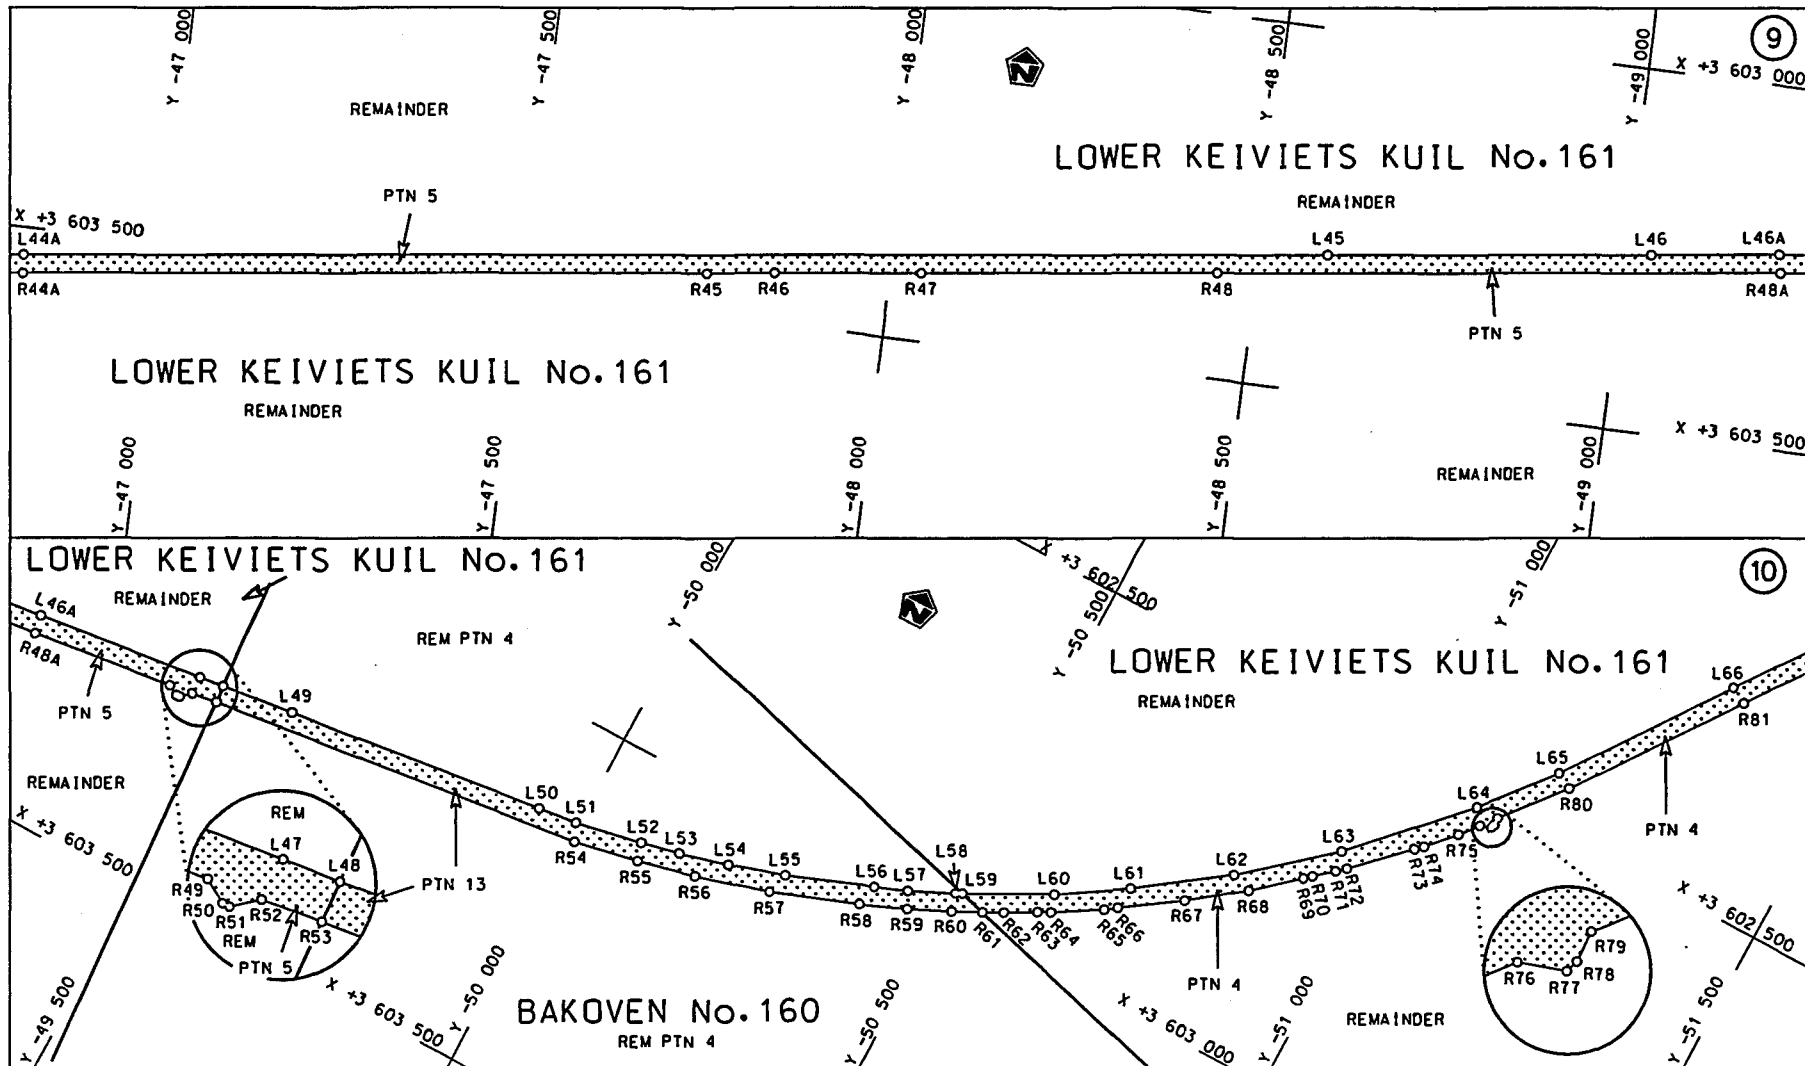 Y -47 000
Y -47 500
Y -48 000
Y -48 500
Y -49 000
9
X +3 603 000
N
REMAINDER
LOWER KEIVIETS KUIL No.161
REMAINDER
PTN 5
X +3 603 500
L44A
L45
L46
L46A
R44A
R45
R46
R47
R48
R48A
PTN 5
LOWER KEIVIETS KUIL No.161
REMAINDER
Y -47 000
Y -47 500
Y -48 000
Y -48 500
Y -49 000
X +3 603 500
REMAINDER
LOWER KEIVIETS KUIL No.161
REMAINDER
REM PTN 4
Y -50 000
N
X +3 602 500
Y -50 500
Y -51 000
10
LOWER KEIVIETS KUIL No.161
REMAINDER
L46A
R48A
PTN 5
L49
L50
L51
L52
L53
L54
L55
L56
L57
L58
L59
L60
L61
L62
L63
L64
L65
L66
R54
R55
R56
R57
R58
R59
R60
R61
R62
R63
R64
R65
R66
R67
R68
R69
R70
R71
R72
R73
R74
R75
R80
R81
PTN 4
REMAINDER
X +3 603 500
REM
L47
L48
R49
R50
R51
R52
R53
REM
PTN 5
PTN 13
PTN 4
R76
R77
R78
R79
X +3 602 500
Y -49 500
X +3 603 500
Y -50 000
BAKOVEN No.160
REM PTN 4
Y -50 500
X +3 603 000
Y -51 000
REMAINDER
Y -51 500